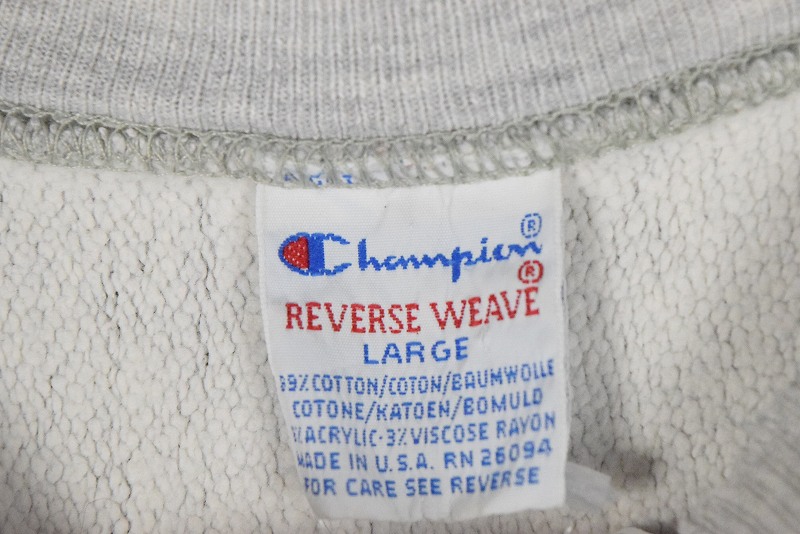 Champion®
REVERSE WEAVE®
LARGE
89% COTTON/COTON/BAUMWOLLE
COTONE/KATOEN/BOMULD
% ACRYLIC-3% VISCOSE RAYON
MADE IN U.S.A. RN 26094
FOR CARE SEE REVERSE